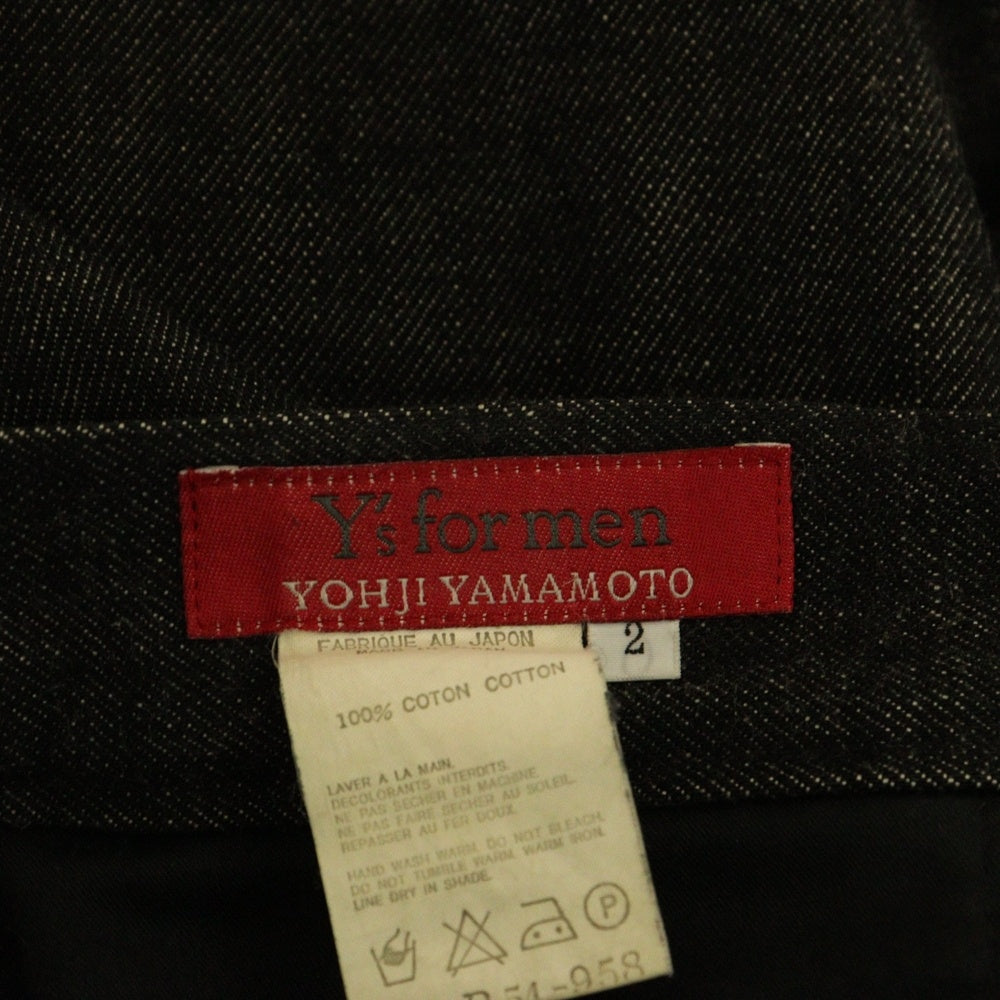 Y's for men
YOHJI YAMAMOTO
2
FABRIQUE AU JAPON
100% COTON COTTON
LAVER A LA MAIN.
DECOLORANTS INTERDITS.
NE PAS SECHER EN MACHINE
NE PAS FAIRE SECHER AU SOLEIL.
REPASSER AU FER DOUX.
HAND WASH WARM. DO NOT BLEACH.
DO NOT TUMBLE WARM. WARM IRON.
LINE DRY IN SHADE.
P